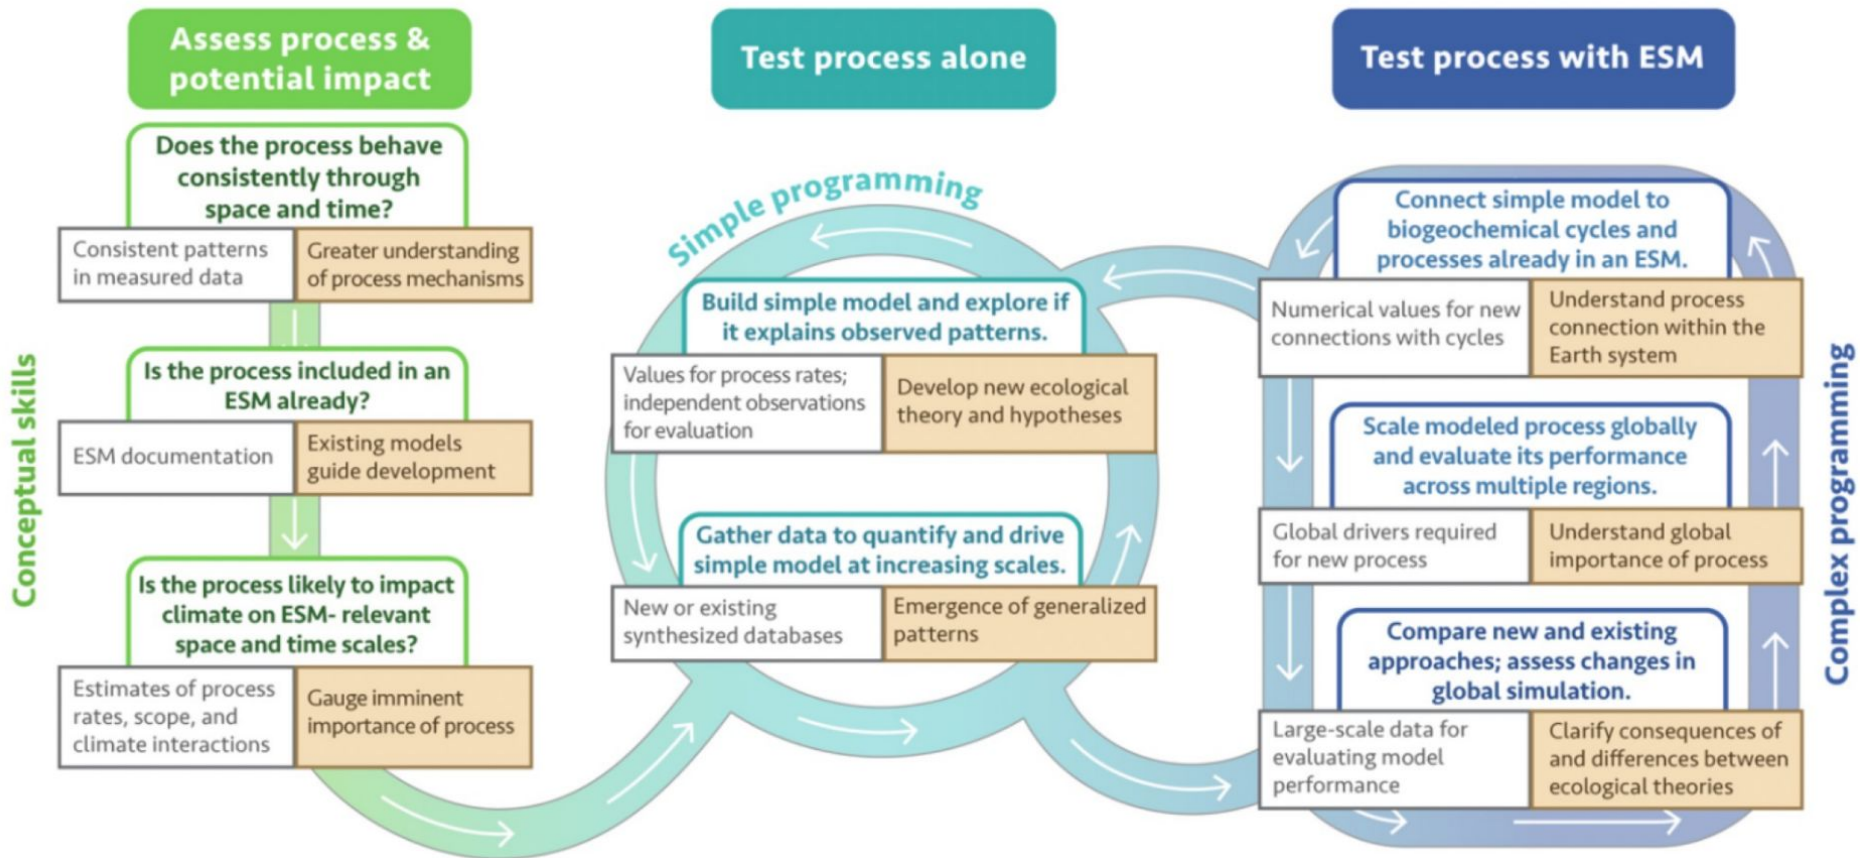 Assess process &
potential impact
Does the process behave
consistently through
space and time?
Consistent patterns
in measured data
Greater understanding
of process mechanisms
Is the process included in an
ESM already?
ESM documentation
Existing models
guide development
Is the process likely to impact
climate on ESM- relevant
space and time scales?
Estimates of process
rates, scope, and
climate interactions
Gauge imminent
importance of process
Conceptual skills
Test process alone
Simple programming
Build simple model and explore if
it explains observed patterns.
Values for process rates;
independent observations
for evaluation
Develop new ecological
theory and hypotheses
Gather data to quantify and drive
simple model at increasing scales.
New or existing
synthesized databases
Emergence of generalized
patterns
Test process with ESM
Connect simple model to
biogeochemical cycles and
processes already in an ESM.
Numerical values for new
connections with cycles
Understand process
connection within the
Earth system
Scale modeled process globally
and evaluate its performance
across multiple regions.
Global drivers required
for new process
Understand global
importance of process
Compare new and existing
approaches; assess changes in
global simulation.
Large-scale data for
evaluating model
performance
Clarify consequences of
and differences between
ecological theories
Complex programming